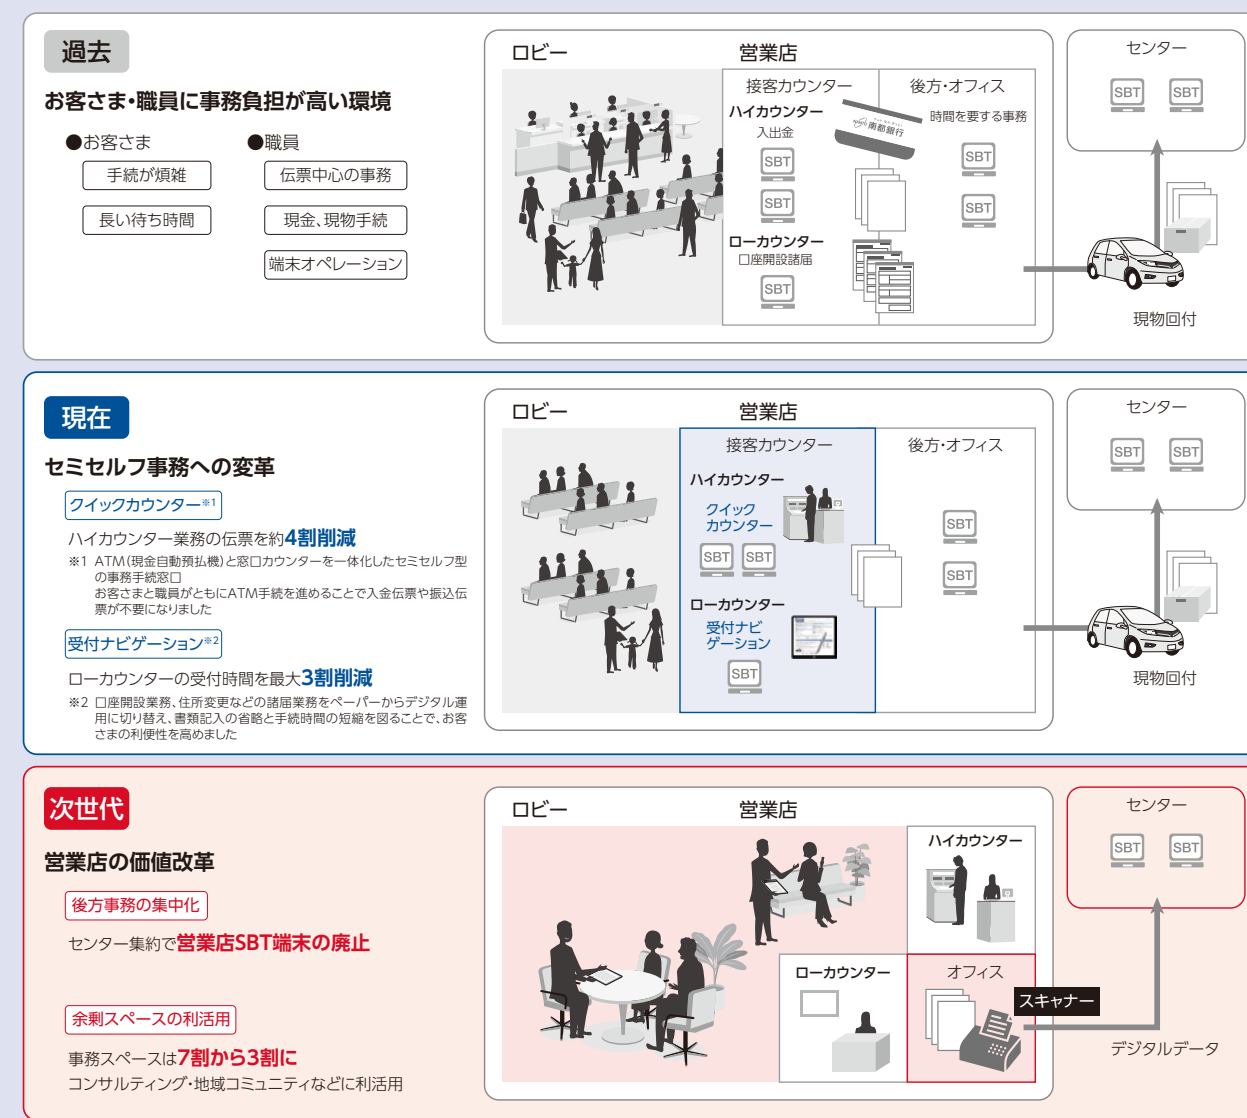 過去
お客さま・職員に事務負担が高い環境
●お客さま
手続が煩雑
長い待ち時間
●職員
伝票中心の事務
現金、現物手続
端末オペレーション
ロビー
営業店
接客カウンター
ハイカウンター
入出金
SBT
SBT
ローカウンター
口座開設諸届
SBT
南都銀行
後方・オフィス
時間を要する事務
SBT
SBT
センター
SBT
SBT
現物回付
現在
セミセルフ事務への変革
クイックカウンター※1
ハイカウンター業務の伝票を約4割削減
※1 ATM（現金自動預払機）と窓口カウンターを一体化したセミセルフ型
の事務手続窓口
お客さまと職員がともにATM手続を進めることで入金伝票や振込伝
票が不要になりました
受付ナビゲーション※2
ローカウンターの受付時間を最大3割削減
※2 口座開設業務、住所変更などの諸届業務をペーパーからデジタル運
用に切り替え、書類記入の省略と手続時間の短縮を図ることで、お客
さまの利便性を高めました
ロビー
営業店
接客カウンター
ハイカウンター
クイック
カウンター
SBT
SBT
ローカウンター
受付ナビ
ゲーション
SBT
後方・オフィス
SBT
SBT
センター
SBT
SBT
現物回付
次世代
営業店の価値改革
後方事務の集中化
センター集約で営業店SBT端末の廃止
余剰スペースの利活用
事務スペースは7割から3割に
コンサルティング・地域コミュニティなどに利活用
ロビー
営業店
ハイカウンター
ローカウンター
オフィス
スキャナー
センター
SBT
SBT
デジタルデータ